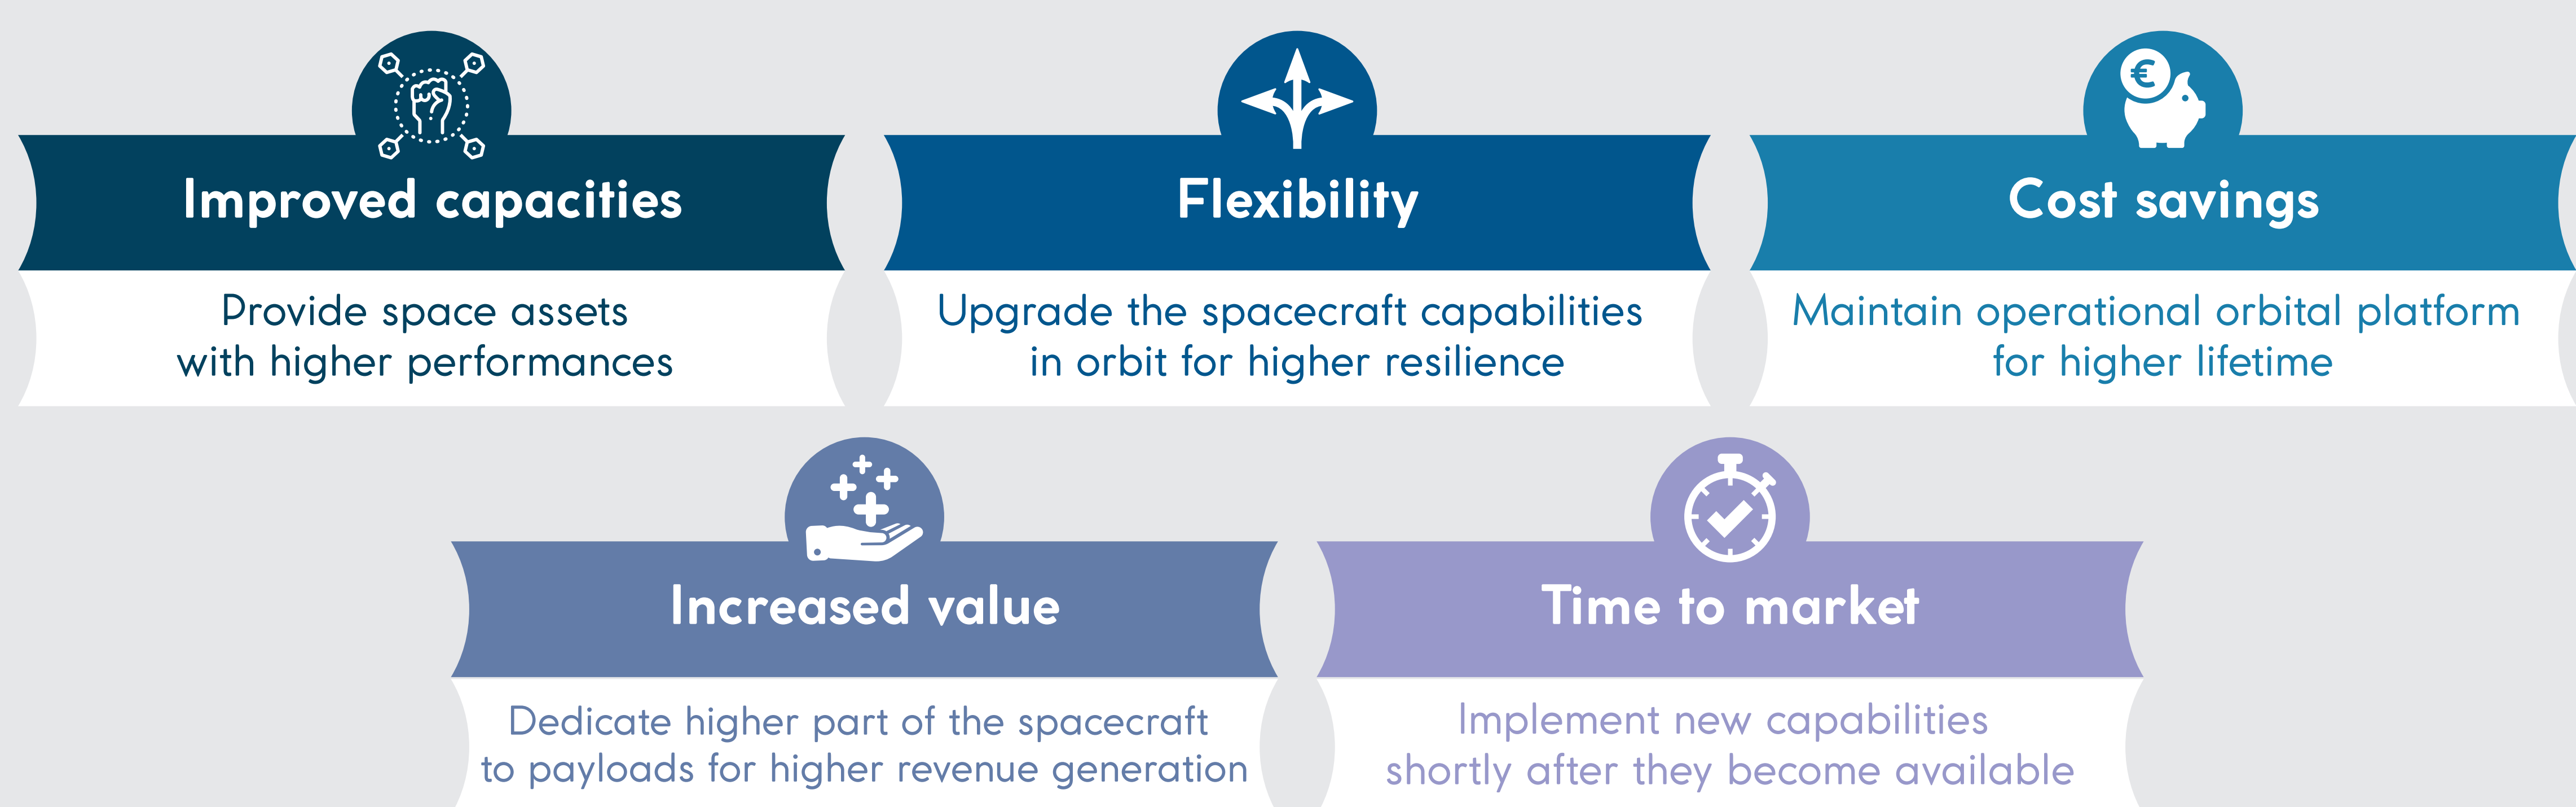 Improved capacities
Provide space assets
with higher performances
Flexibility
Upgrade the spacecraft capabilities
in orbit for higher resilience
€
Cost savings
Maintain operational orbital platform
for higher lifetime
Increased value
Dedicate higher part of the spacecraft
to payloads for higher revenue generation
Time to market
Implement new capabilities
shortly after they become available